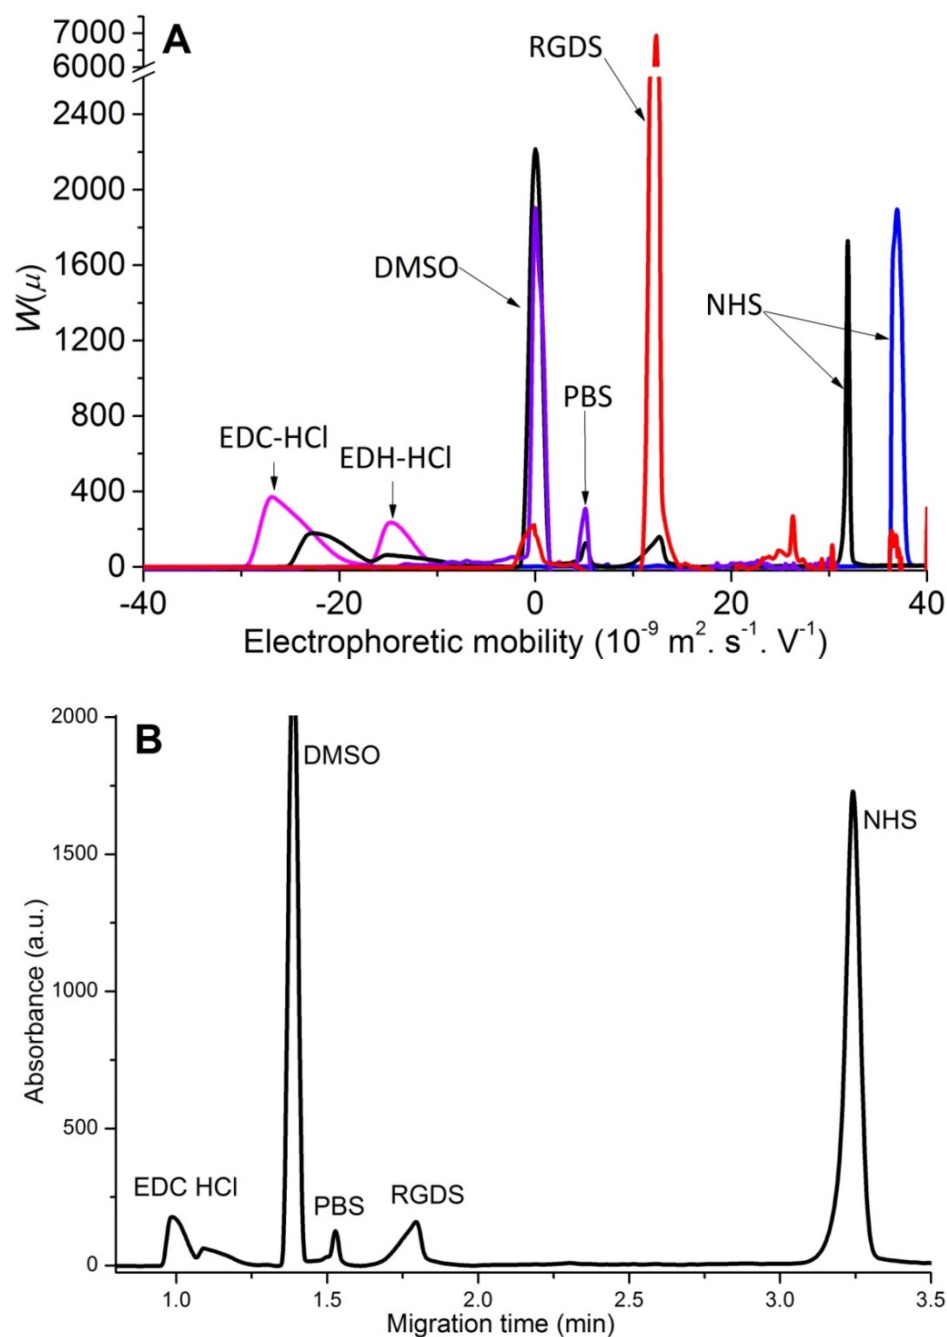 A
7000
6000
2400
2000
1600
1200
800
400
0
W(μ)
RGDS
DMSO
NHS
PBS
EDC-HCl
EDH-HCl
-40 -20 0 20 40
Electrophoretic mobility (10⁻⁹ m². s⁻¹. V⁻¹)
B
2000
1500
1000
500
0
Absorbance (a.u.)
DMSO
NHS
EDC HCl
PBS
RGDS
1.0 1.5 2.0 2.5 3.0 3.5
Migration time (min)